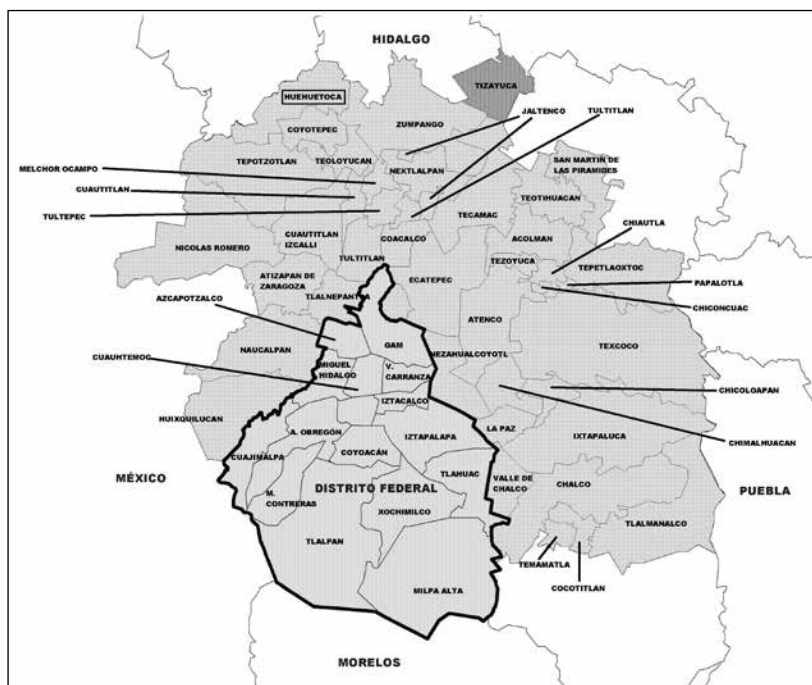 HIDALGO
TIZAYUCA
HUEHUETOCA
JALTENCO
TULTITLAN
ZUMPANGO
COYOTEPEC
TEPOTZOTLAN
TEOLOYUCAN
SAN MARTIN DE
LAS PIRAMIDES
MELCHOR OCAMPO
NEXTLALPAN
CUAUTITLAN
TEOTIHUACAN
TULTEPEC
TECAMAC
CHIAUTLA
CUAUTITLAN
IZCALLI
COACALCO
ACOLMAN
NICOLAS ROMERO
TULTITLAN
TEZOYUCA
TEPETLAOXTOC
ATIZAPAN DE
ZARAGOZA
ECATEPEC
PAPALOTLA
AZCAPOTZALCO
TLALNEPANTLA
CHICONCUAC
ATENCO
CUAUHTEMOC
NAUCALPAN
GAM
TEXCOCO
NEZAHUALCOYOTL
MIGUEL
HIDALGO
V.
CARRANZA
CHICOLOAPAN
IZTACALCO
HUIXQUILUCAN
A. OBREGÓN
LA PAZ
CHIMALHUACAN
IZTAPALAPA
IXTAPALUCA
CUAJIMALPA
COYOACÁN
TLAHUAC
MÉXICO
VALLE DE
CHALCO
CHALCO
PUEBLA
M.
CONTRERAS
DISTRITO FEDERAL
XOCHIMILCO
TLALMANALCO
TLALPAN
TEMAMATLA
COCOTITLAN
MILPA ALTA
MORELOS